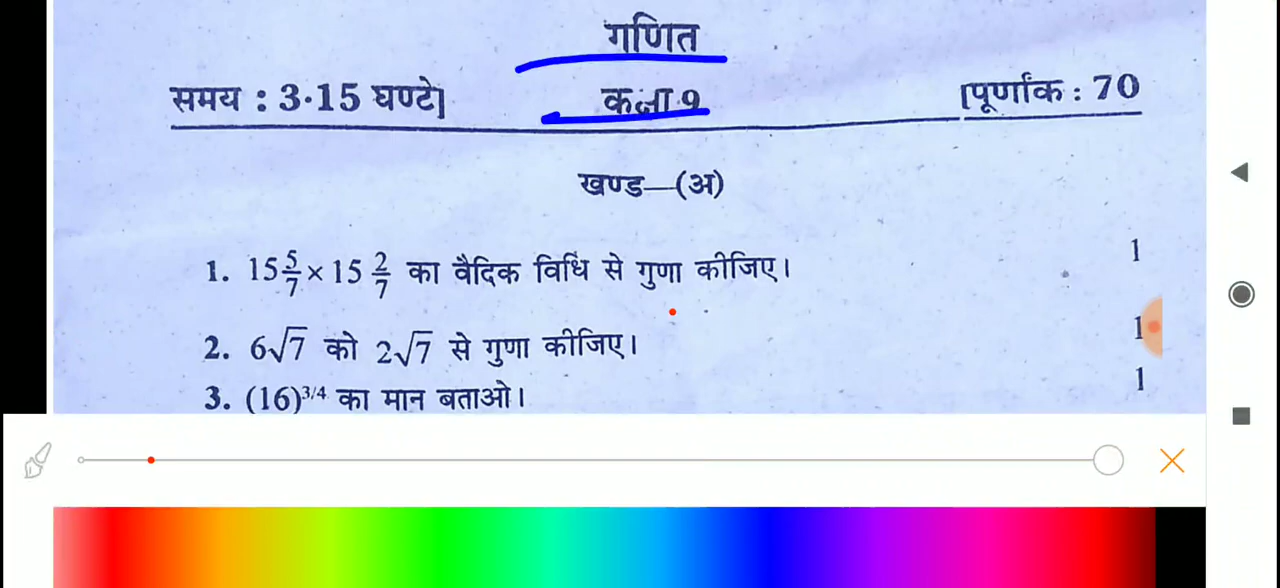 गणित
समय : 3·15 घण्टे] कक्षा 9 [पूर्णांक : 70
खण्ड—(अ)
1. 15 5/7 × 15 2/7 का वैदिक विधि से गुणा कीजिए। 1
2. 6√7 को 2√7 से गुणा कीजिए। 1
3. (16)^3/4 का मान बताओ। 1